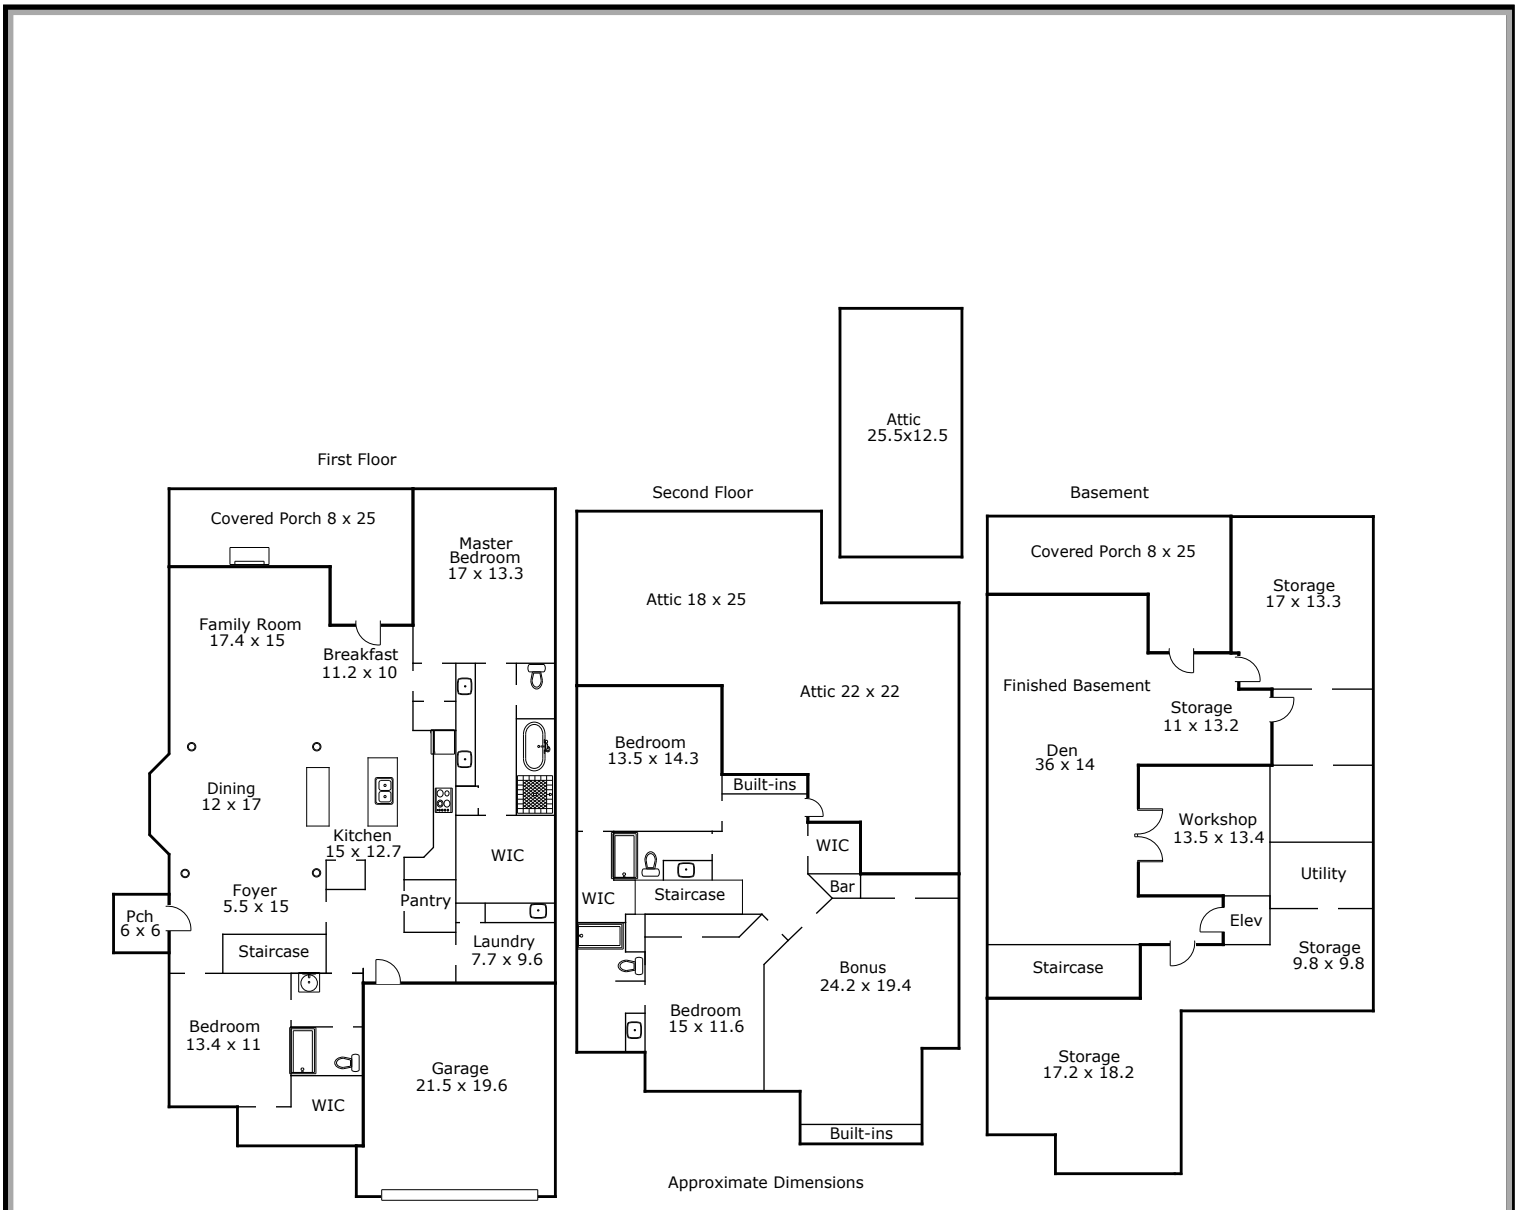 Attic
25.5x12.5
First Floor
Covered Porch 8 x 25
Master
Bedroom
17 x 13.3
Family Room
17.4 x 15
Breakfast
11.2 x 10
Dining
12 x 17
Kitchen
15 x 12.7
WIC
Foyer
5.5 x 15
Pantry
Pch
6 x 6
Staircase
Laundry
7.7 x 9.6
Bedroom
13.4 x 11
WIC
Garage
21.5 x 19.6
Second Floor
Attic 18 x 25
Attic 22 x 22
Bedroom
13.5 x 14.3
Built-ins
WIC
Bar
WIC
Staircase
Bonus
24.2 x 19.4
Bedroom
15 x 11.6
Built-ins
Basement
Covered Porch 8 x 25
Storage
17 x 13.3
Finished Basement
Storage
11 x 13.2
Den
36 x 14
Workshop
13.5 x 13.4
Utility
Elev
Storage
9.8 x 9.8
Staircase
Storage
17.2 x 18.2
Approximate Dimensions